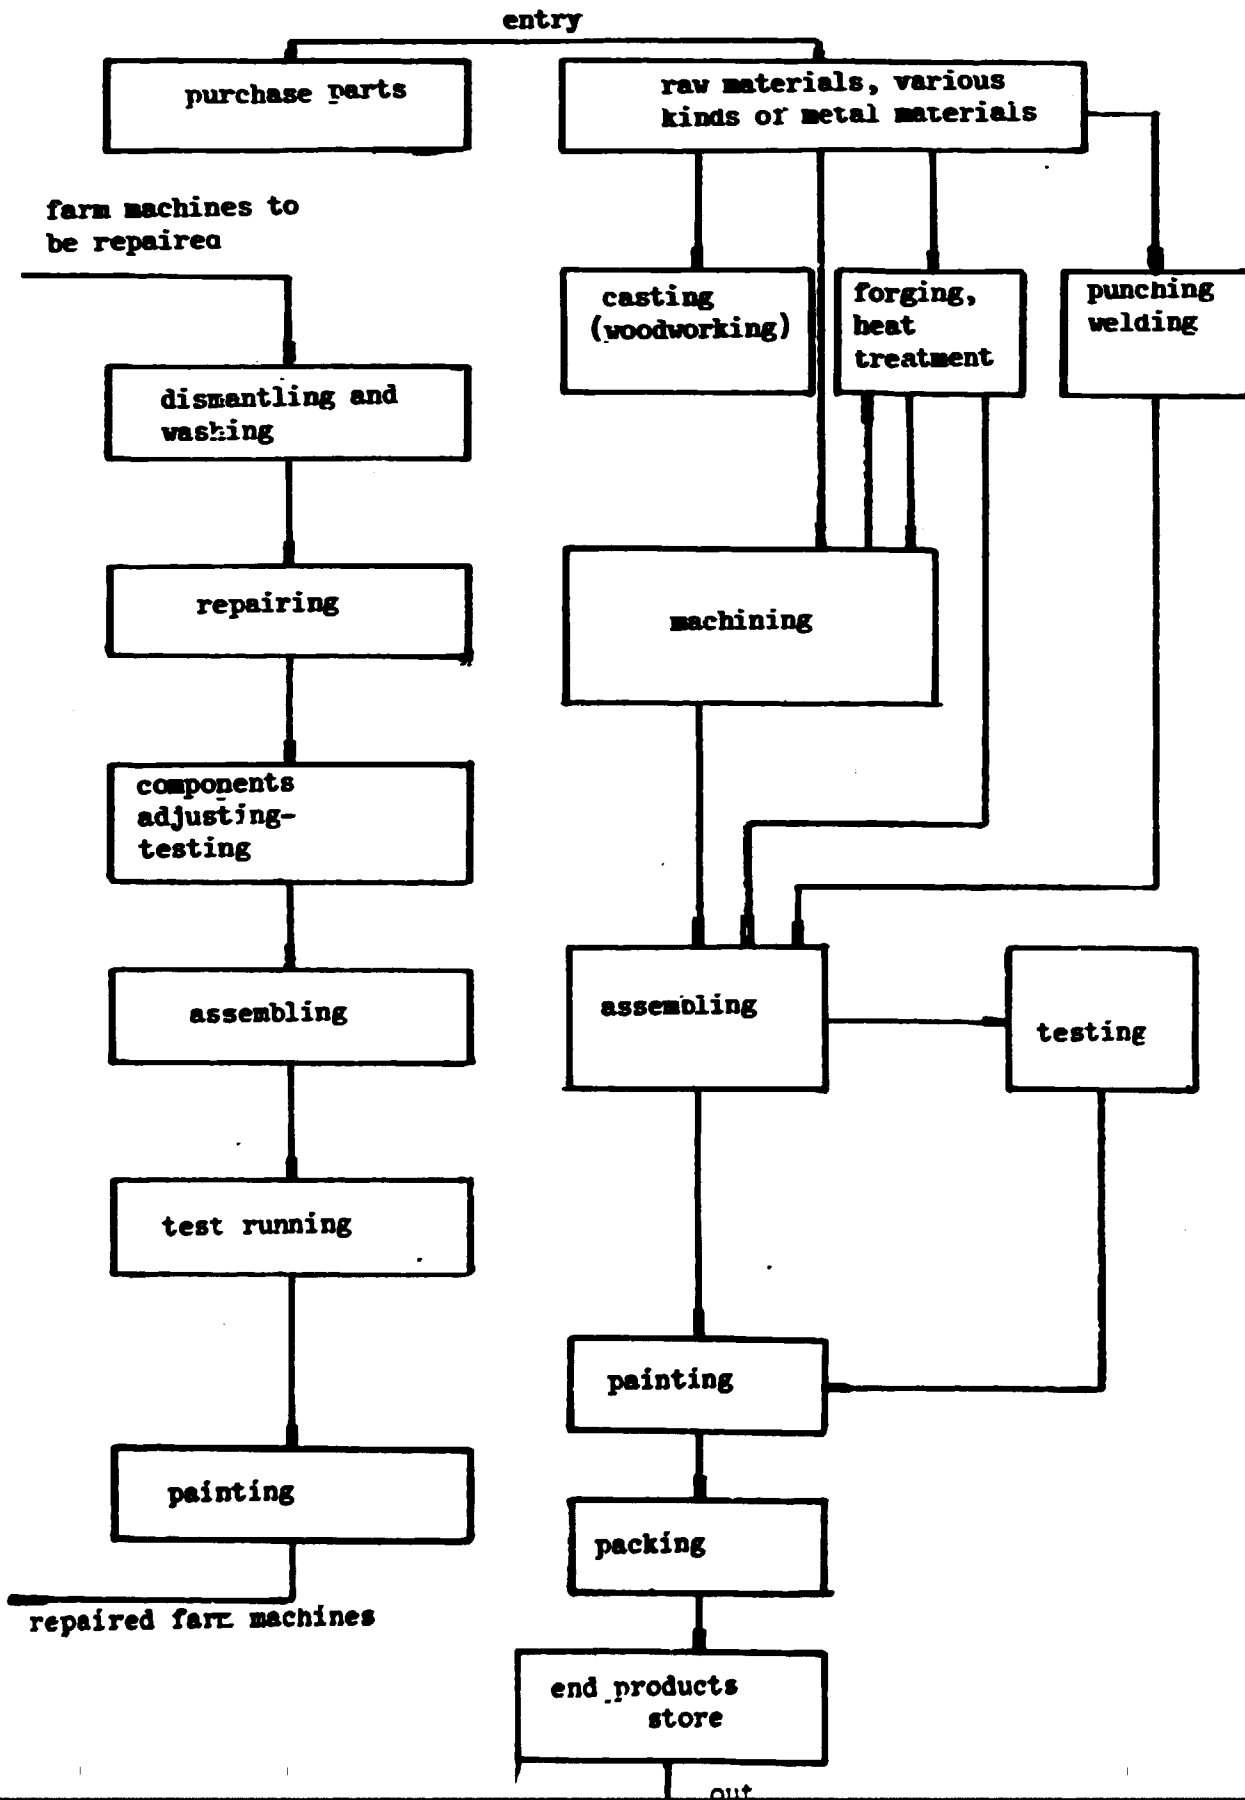 entry
purchase parts
raw materials, various
kinds of metal materials
farm machines to
be repaired
casting
(woodworking)
forging,
heat
treatment
punching
welding
dismantling and
washing
repairing
machining
components
adjusting-
testing
assembling
assembling
testing
test running
painting
painting
packing
repaired farm machines
end products
store
out